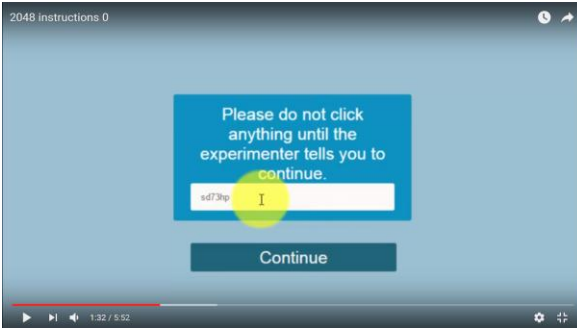 2048 instructions 0
Please do not click
anything until the
experimenter tells you to
continue.
sd73hp
Continue
1:32 / 5:52